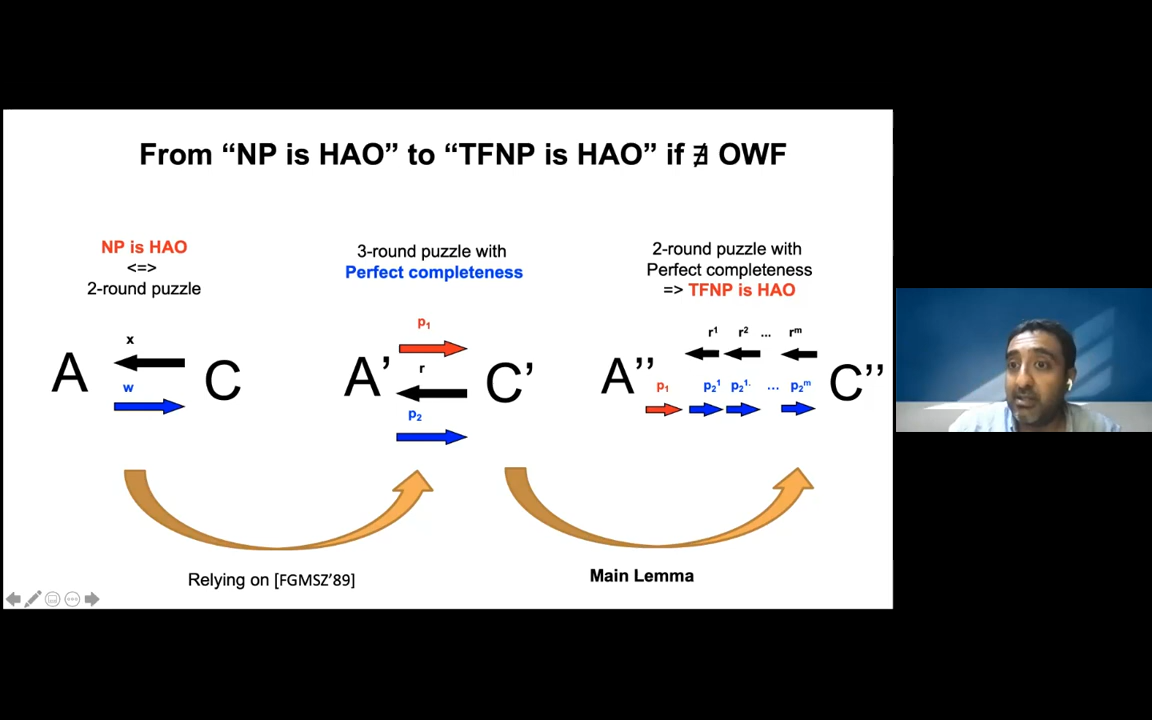 From “NP is HAO” to “TFNP is HAO” if ∄ OWF
NP is HAO
<=>
2-round puzzle
x
A
C
w
3-round puzzle with
Perfect completeness
p1
A’
r
C’
p2
2-round puzzle with
Perfect completeness
=> TFNP is HAO
r1 r2 ... rm
A’’
C’’
p1 p21 p21. ... p2m
Relying on [FGMSZ’89]
Main Lemma